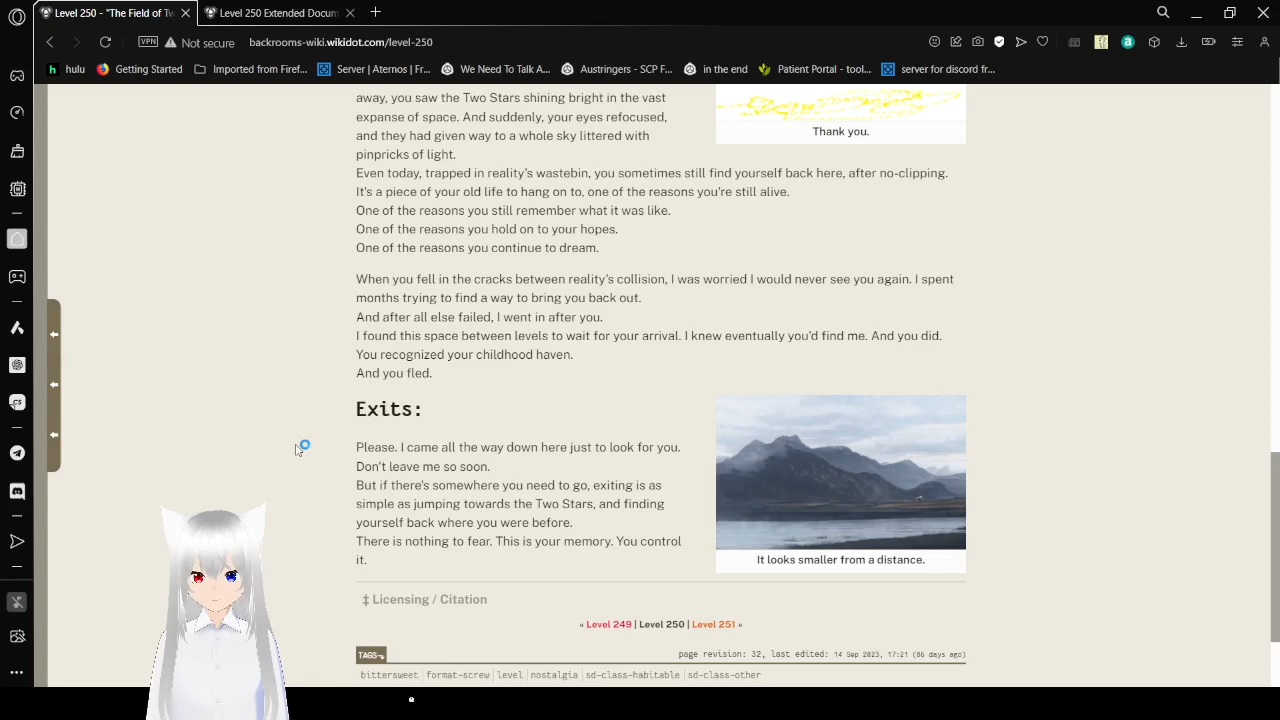 Level 250 - "The Field of Tw
Level 250 Extended Docum
VPN
Not secure
backrooms-wiki.wikidot.com/level-250
hulu
Getting Started
Imported from Firef...
Server | Aternos | Fr...
We Need To Talk A...
Austringers - SCP F...
in the end
Patient Portal - tool...
server for discord fr...
away, you saw the Two Stars shining bright in the vast
expanse of space. And suddenly, your eyes refocused,
and they had given way to a whole sky littered with
pinpricks of light.
Thank you.
Even today, trapped in reality's wastebin, you sometimes still find yourself back here, after no-clipping.
It's a piece of your old life to hang on to, one of the reasons you're still alive.
One of the reasons you still remember what it was like.
One of the reasons you hold on to your hopes.
One of the reasons you continue to dream.
When you fell in the cracks between reality's collision, I was worried I would never see you again. I spent
months trying to find a way to bring you back out.
And after all else failed, I went in after you.
I found this space between levels to wait for your arrival. I knew eventually you'd find me. And you did.
You recognized your childhood haven.
And you fled.
Exits:
Please. I came all the way down here just to look for you.
Don't leave me so soon.
But if there's somewhere you need to go, exiting is as
simple as jumping towards the Two Stars, and finding
yourself back where you were before.
There is nothing to fear. This is your memory. You control
it.
It looks smaller from a distance.
‡ Licensing / Citation
« Level 249 | Level 250 | Level 251 »
TAGS
page revision: 32, last edited: 14 Sep 2023, 17:21 (86 days ago)
bittersweet format-screw level nostalgia sd-class-habitable sd-class-other